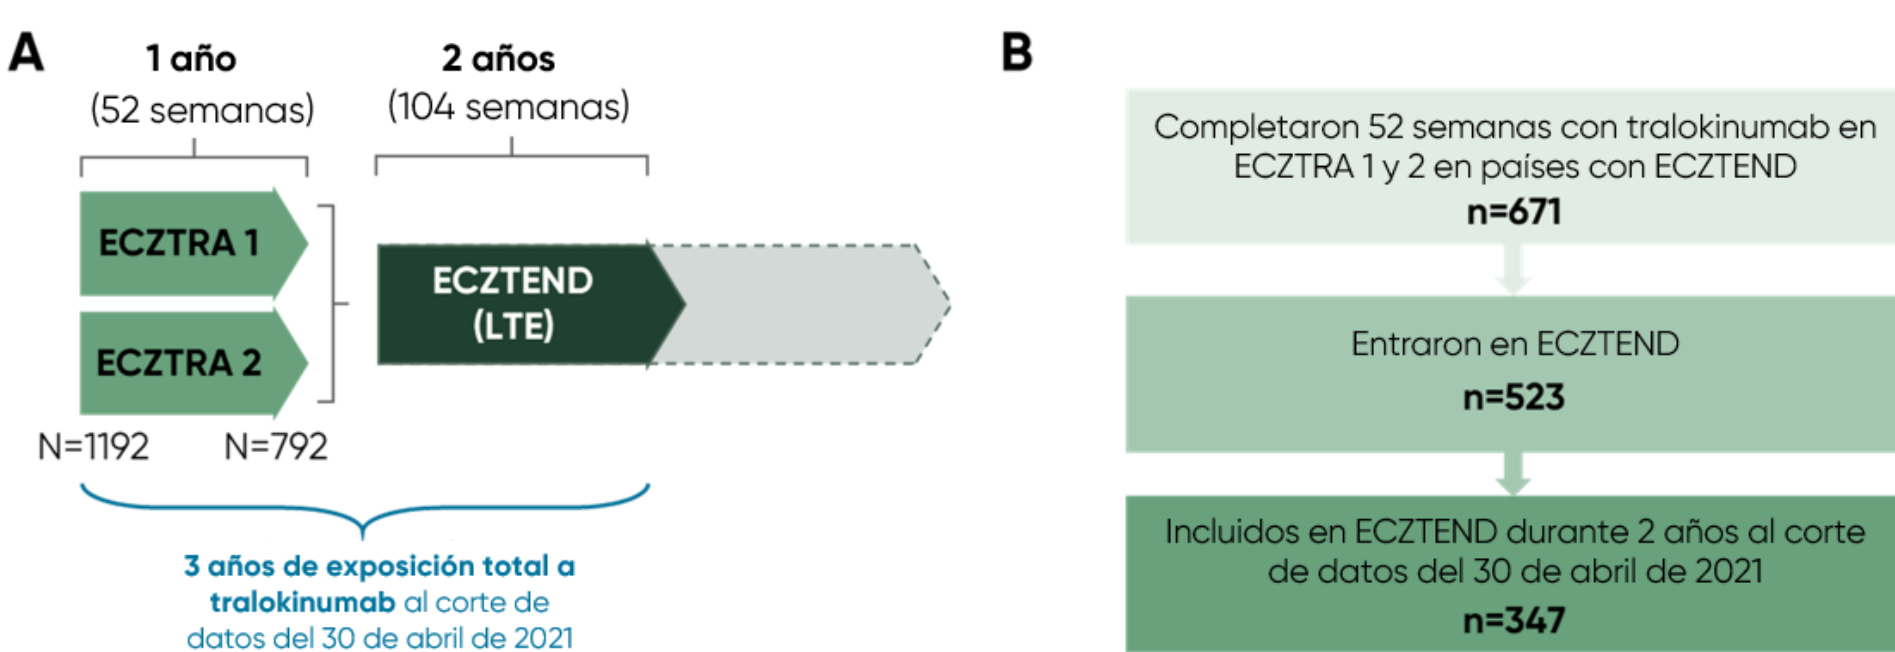 A
1 año
(52 semanas)
2 años
(104 semanas)
ECZTRA 1
ECZTRA 2
ECZTEND
(LTE)
N=1192
N=792
3 años de exposición total a
tralokinumab al corte de
datos del 30 de abril de 2021
B
Completaron 52 semanas con tralokinumab en
ECZTRA 1 y 2 en países con ECZTEND
n=671
Entraron en ECZTEND
n=523
Incluidos en ECZTEND durante 2 años al corte
de datos del 30 de abril de 2021
n=347